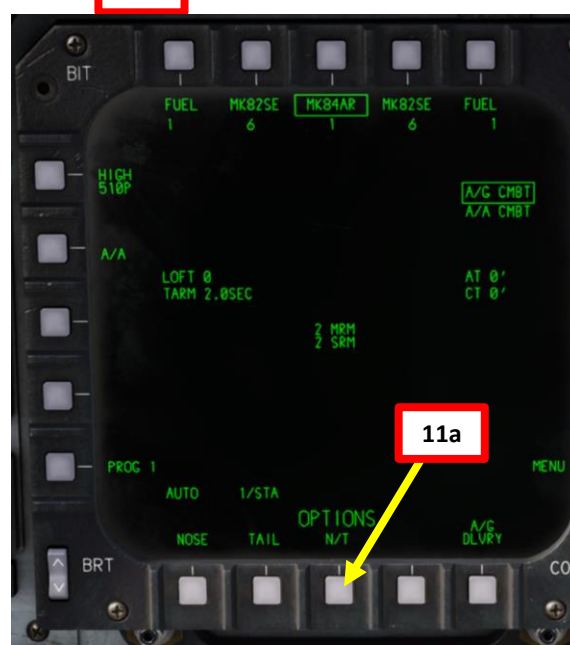 BIT
FUEL MK82SE MK84AR MK82SE FUEL
1 6 1 6 1
HIGH
510P
A/G CMBT
A/A CMBT
A/A
LOFT 0 AT 0'
TARM 2.0SEC CT 0'
2 MRM
2 SRM
11a
PROG 1 MENU
AUTO 1/STA
OPTIONS
NOSE TAIL N/T A/G
DLVRY
BRT CO